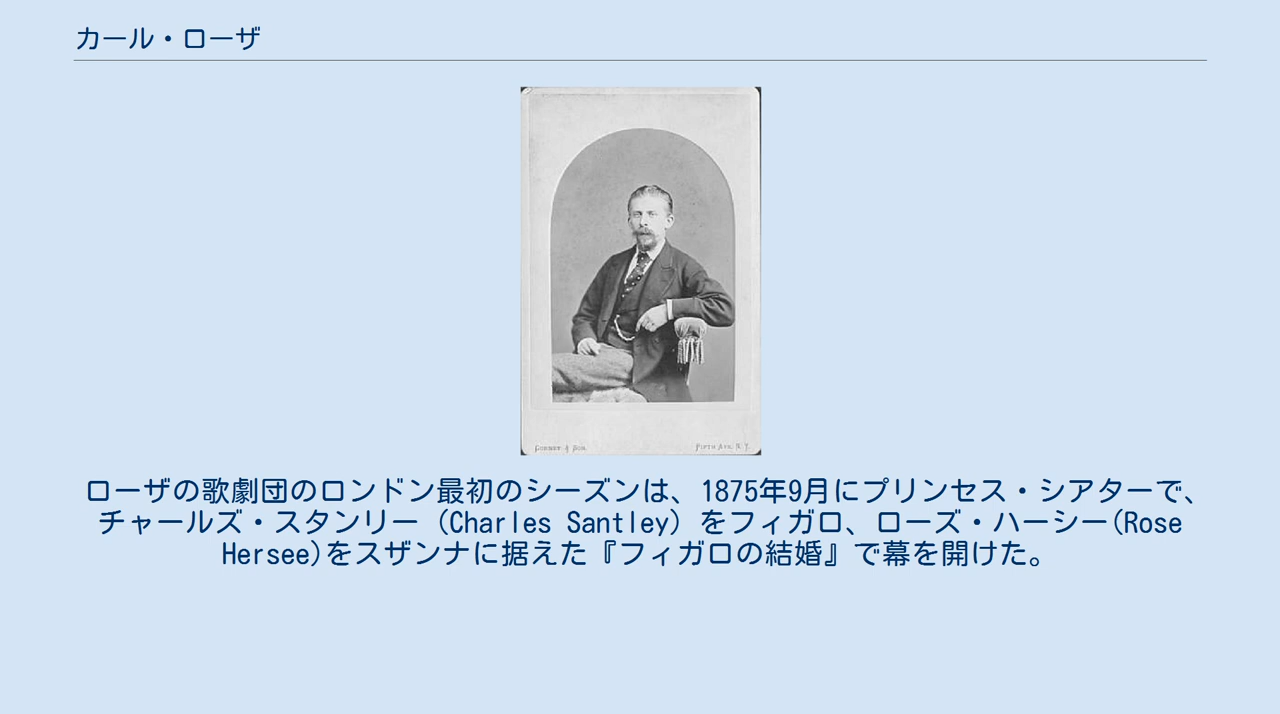 カール・ローザ
GURNEY & SON.
FIFTH AVE. N.Y.
ローザの歌劇団のロンドン最初のシーズンは、1875年9月にプリンセス・シアターで、
チャールズ・スタンリー (Charles Santley) をフィガロ、ローズ・ハーシー(Rose
Hersee)をスザンナに据えた『フィガロの結婚』で幕を開けた。